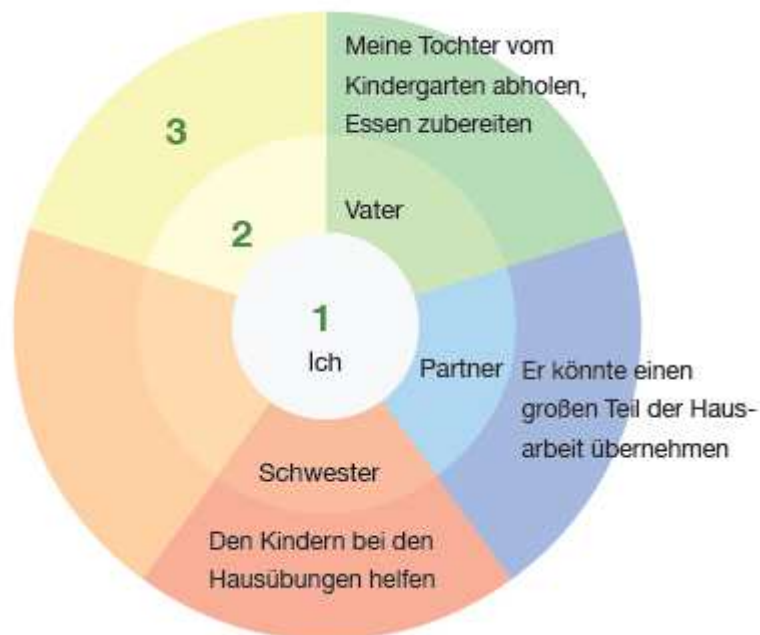 Meine Tochter vom
Kindergarten abholen,
Essen zubereiten
3
Vater
2
1
Ich
Partner
Er könnte einen
großen Teil der Haus-
arbeit übernehmen
Schwester
Den Kindern bei den
Hausübungen helfen